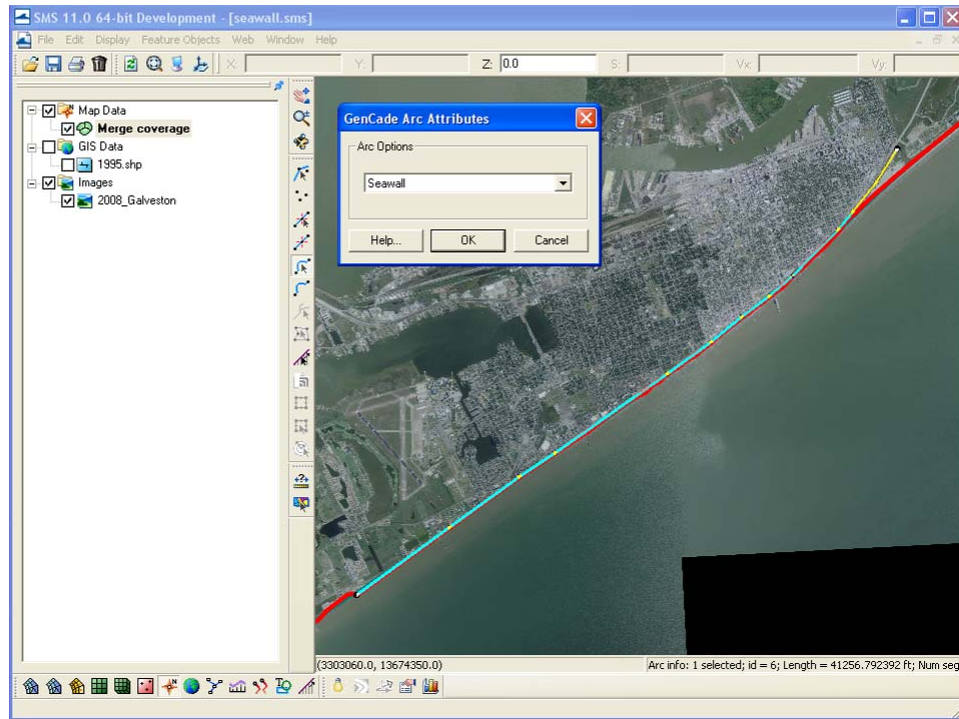 SMS 11.0 64-bit Development - [seawall.sms]
File Edit Display Feature Objects Web Window Help
X: Y: Z: 0.0 S: Vx: Vy:
Map Data
Merge coverage
GIS Data
1995.shp
Images
2008_Galveston
GenCade Arc Attributes
Arc Options
Seawall
Help... OK Cancel
(3303060.0, 13674350.0) Arc info: 1 selected; id = 6; Length = 41256.792392 ft; Num seg